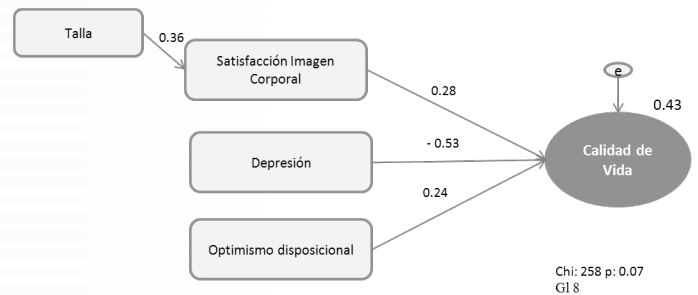 Talla
0.36
Satisfacción Imagen
Corporal
0.28
e
0.43
Calidad de
Vida
- 0.53
Depresión
0.24
Optimismo disposicional
Chi: 258 p: 0.07
Gl 8